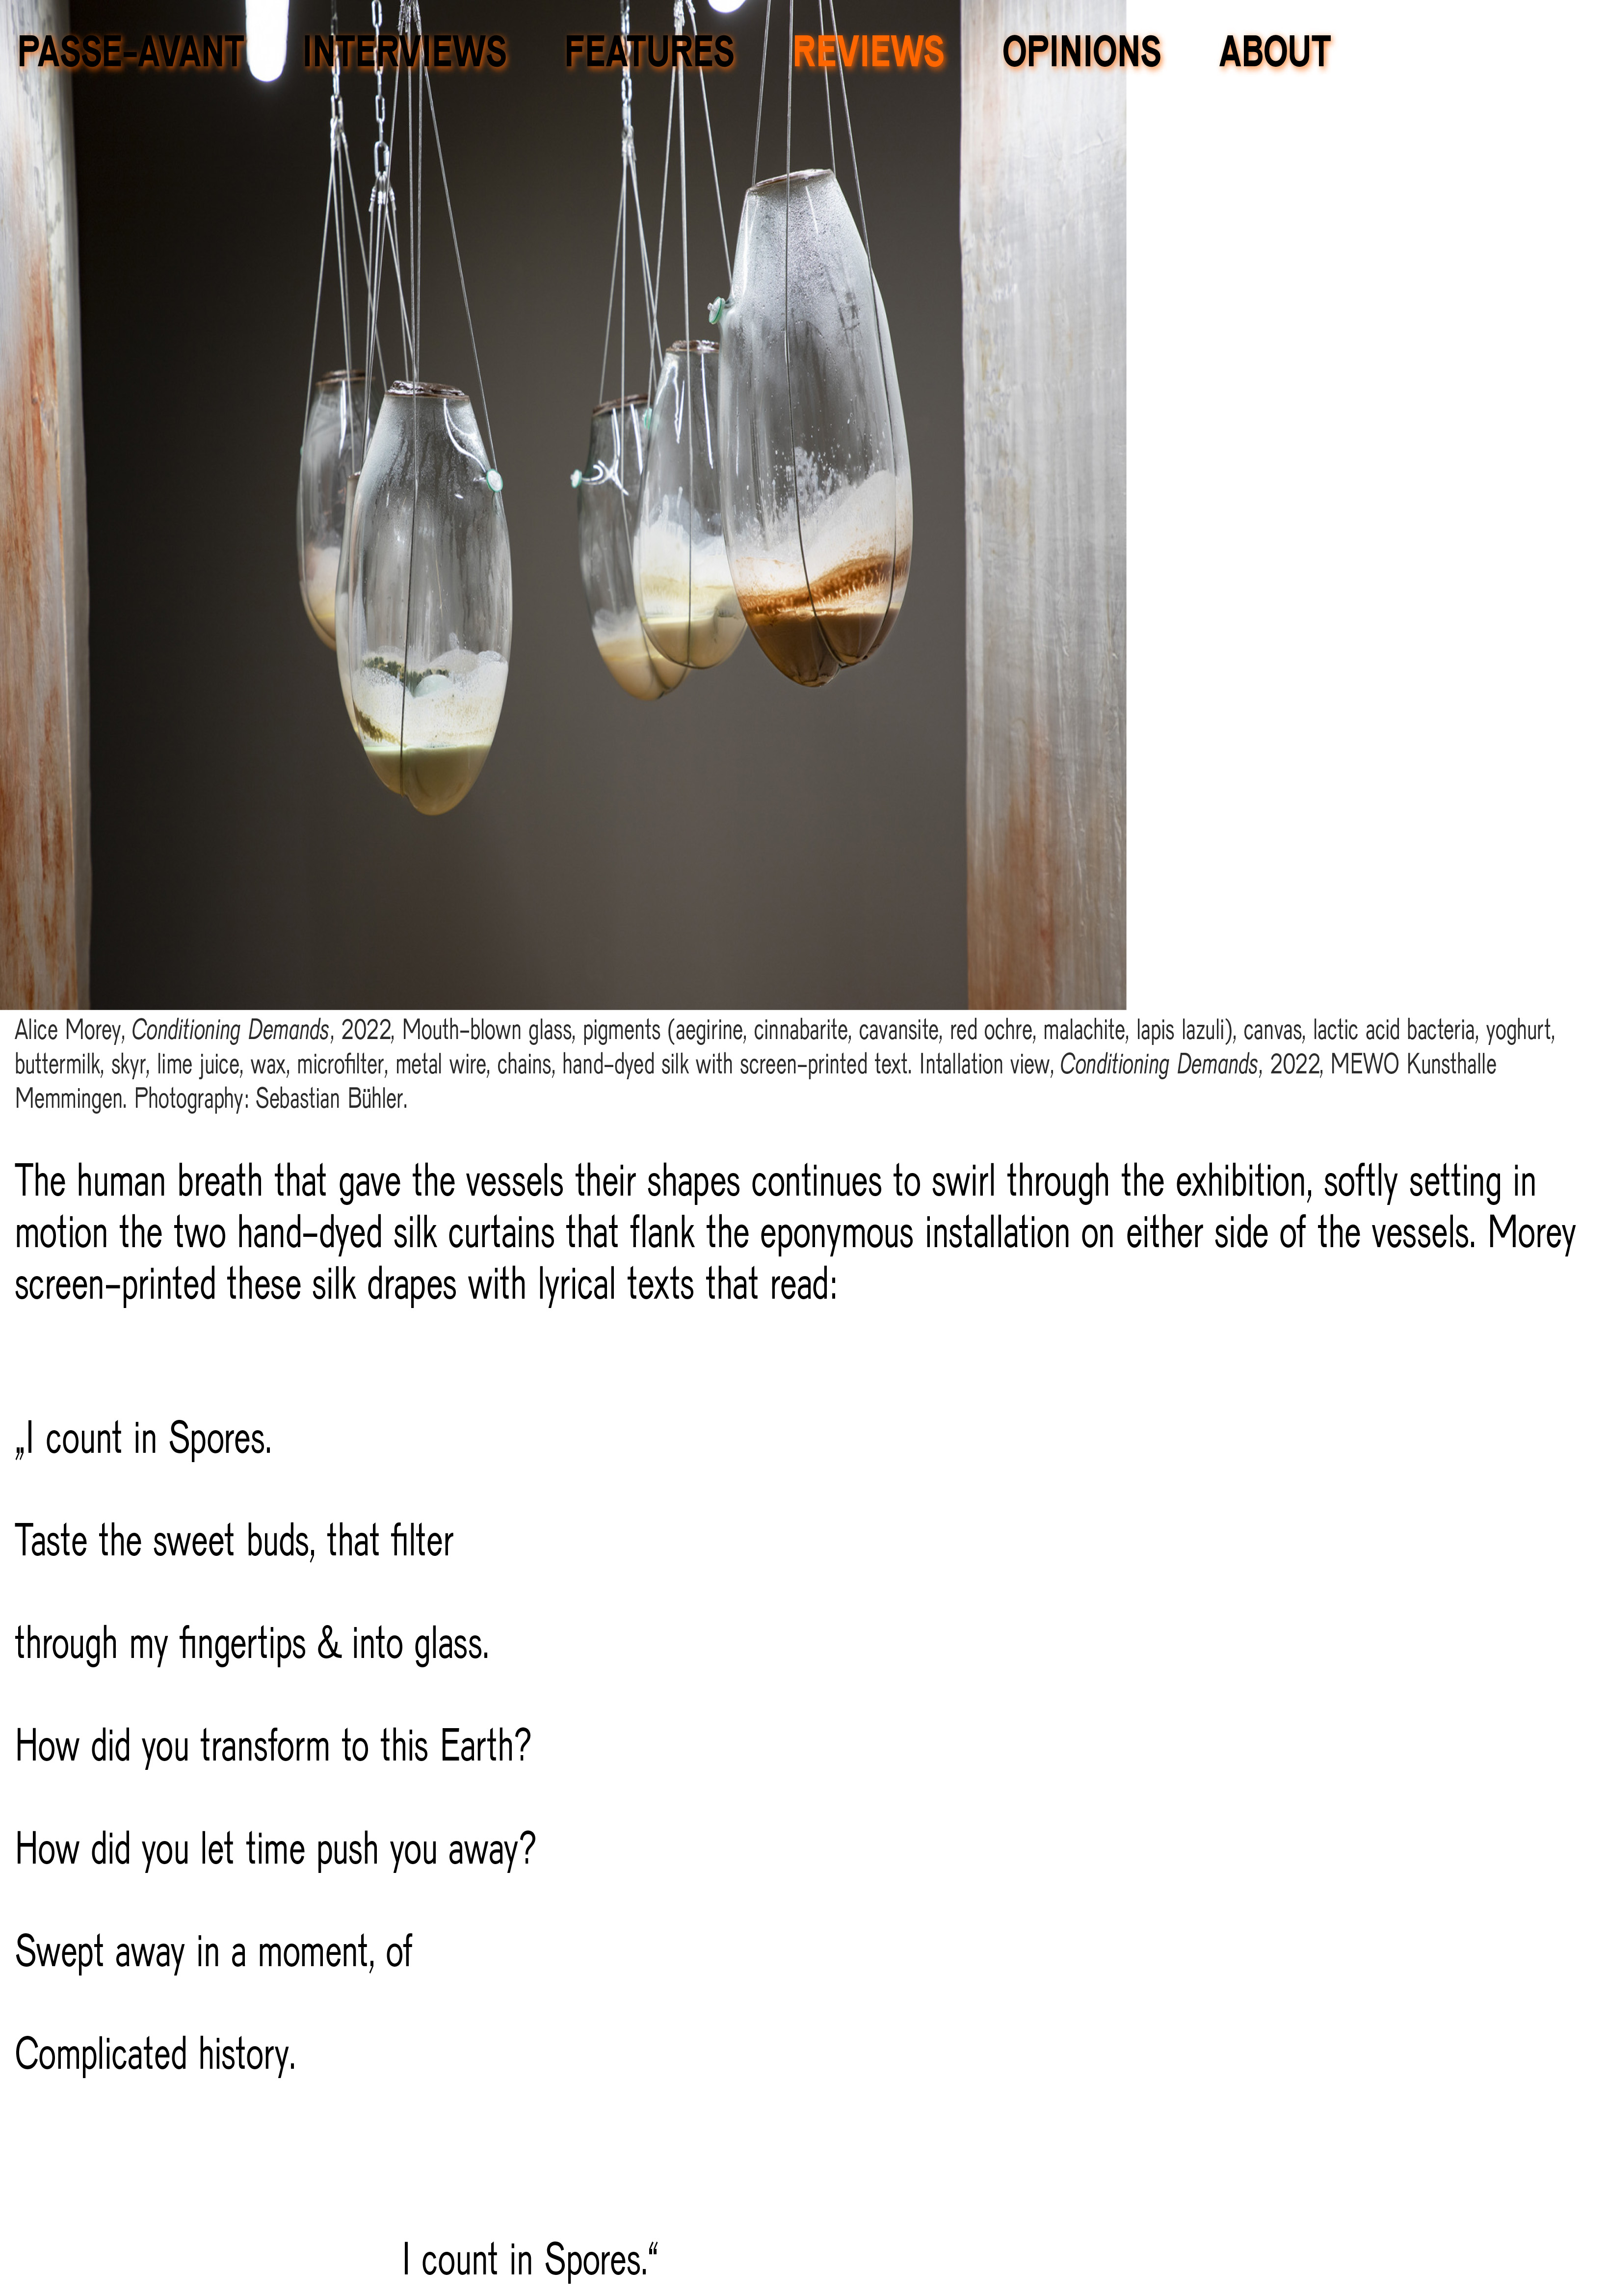 PASSE–AVANT INTERVIEWS FEATURES REVIEWS OPINIONS ABOUT
Alice Morey, Conditioning Demands, 2022, Mouth–blown glass, pigments (aegirine, cinnabarite, cavansite, red ochre, malachite, lapis lazuli), canvas, lactic acid bacteria, yoghurt,
buttermilk, skyr, lime juice, wax, microfilter, metal wire, chains, hand–dyed silk with screen–printed text. Intallation view, Conditioning Demands, 2022, MEWO Kunsthalle
Memmingen. Photography: Sebastian Bühler.
The human breath that gave the vessels their shapes continues to swirl through the exhibition, softly setting in
motion the two hand–dyed silk curtains that flank the eponymous installation on either side of the vessels. Morey
screen–printed these silk drapes with lyrical texts that read:
„I count in Spores.
Taste the sweet buds, that filter
through my fingertips & into glass.
How did you transform to this Earth?
How did you let time push you away?
Swept away in a moment, of
Complicated history.
I count in Spores.“